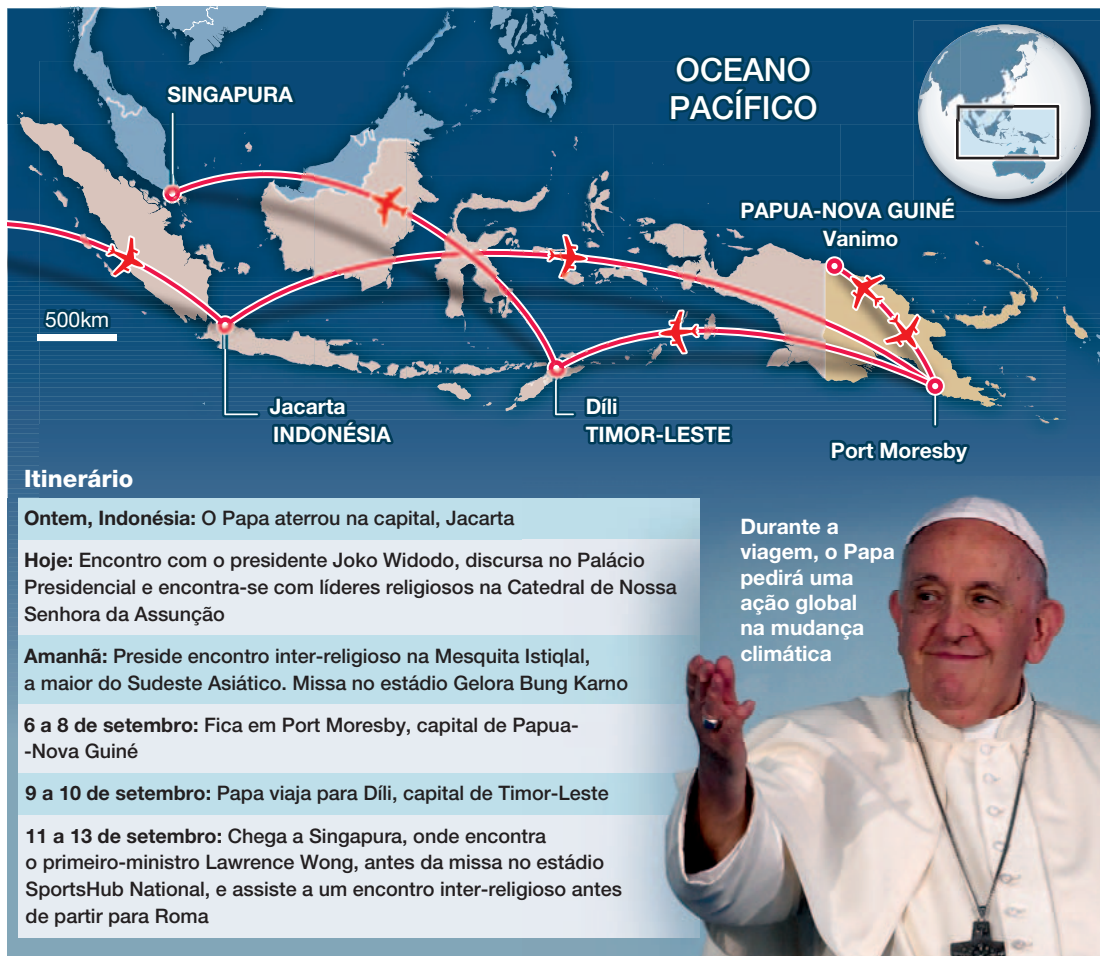 OCEANO
PACÍFICO
SINGAPURA
PAPUA-NOVA GUINÉ
Vanimo
500km
Jacarta
INDONÉSIA
Díli
TIMOR-LESTE
Port Moresby
Itinerário
Ontem, Indonésia: O Papa aterrou na capital, Jacarta
Hoje: Encontro com o presidente Joko Widodo, discursa no Palácio
Presidencial e encontra-se com líderes religiosos na Catedral de Nossa
Senhora da Assunção
Amanhã: Preside encontro inter-religioso na Mesquita Istiqlal,
a maior do Sudeste Asiático. Missa no estádio Gelora Bung Karno
6 a 8 de setembro: Fica em Port Moresby, capital de Papua-
-Nova Guiné
9 a 10 de setembro: Papa viaja para Díli, capital de Timor-Leste
11 a 13 de setembro: Chega a Singapura, onde encontra
o primeiro-ministro Lawrence Wong, antes da missa no estádio
SportsHub National, e assiste a um encontro inter-religioso antes
de partir para Roma
Durante a
viagem, o Papa
pedirá uma
ação global
na mudança
climática